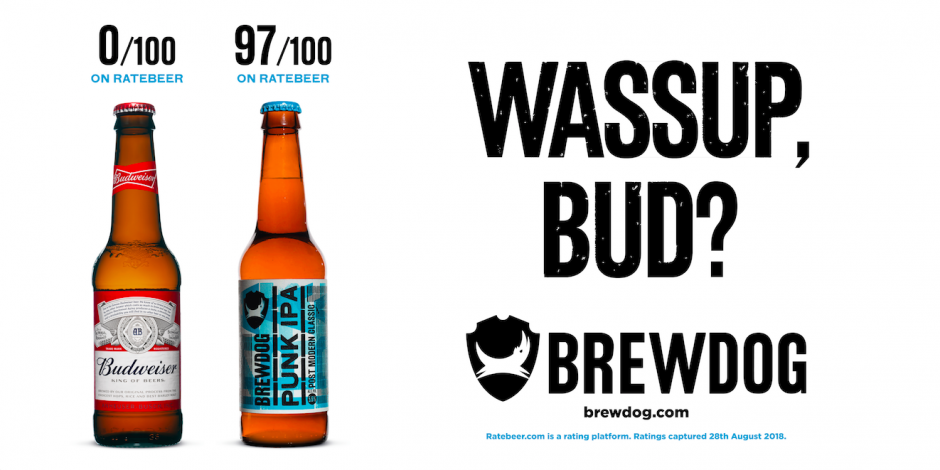 0/100
ON RATEBEER
97/100
ON RATEBEER
WASSUP,
BUD?
Budweiser
Budweiser
KING OF BEERS
BREWDOG
PUNK IPA
POST MODERN CLASSIC
BREWDOG
brewdog.com
Ratebeer.com is a rating platform. Ratings captured 28th August 2018.